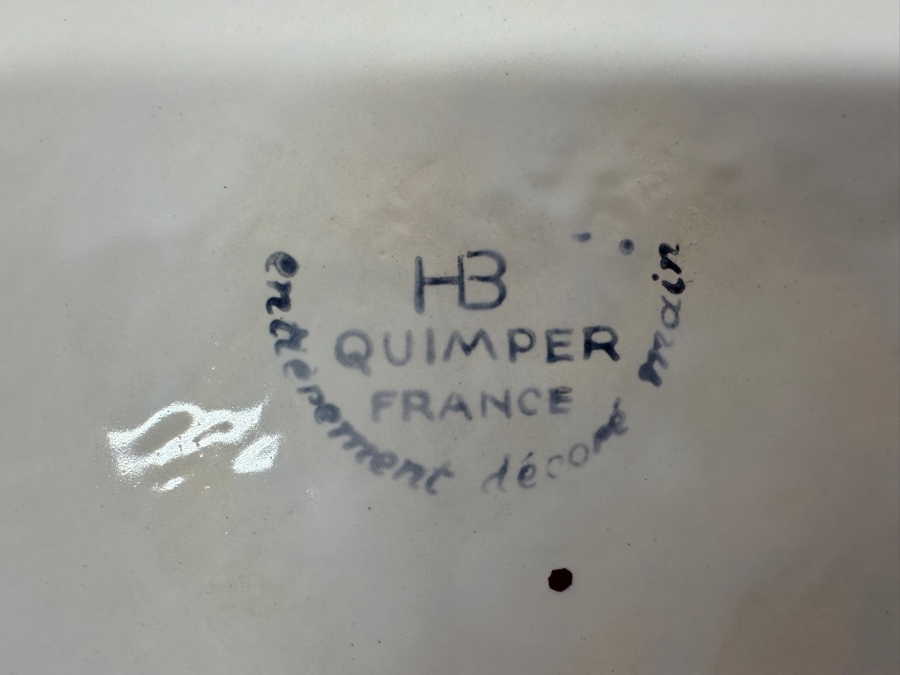 HB
QUIMPER
FRANCE
entièrement décoré main